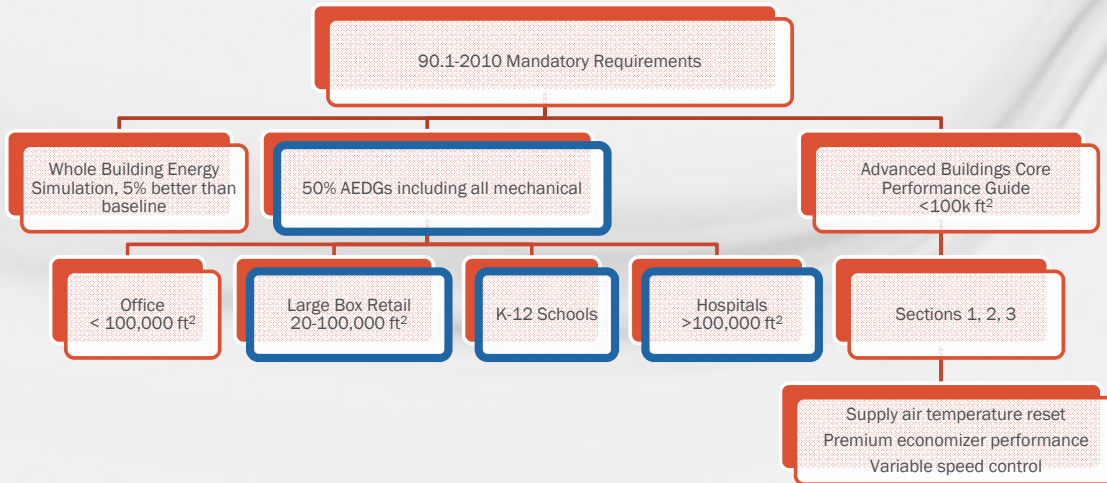 90.1-2010 Mandatory Requirements
Whole Building Energy
Simulation, 5% better than
baseline
50% AEDGs including all mechanical
Advanced Buildings Core
Performance Guide
<100k ft²
Office
< 100,000 ft²
Large Box Retail
20-100,000 ft²
K-12 Schools
Hospitals
>100,000 ft²
Sections 1, 2, 3
Supply air temperature reset
Premium economizer performance
Variable speed control